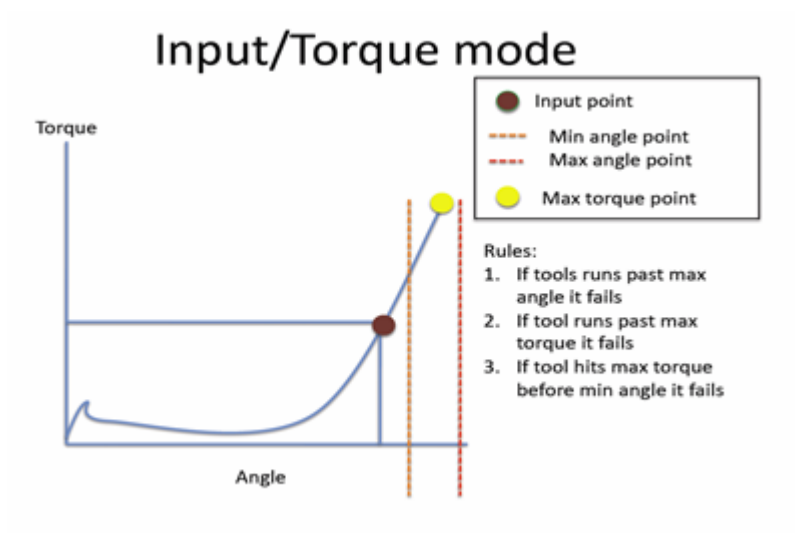 Input/Torque mode
Input point
Min angle point
Max angle point
Max torque point
Torque
Rules:
1. If tools runs past max
angle it fails
2. If tool runs past max
torque it fails
3. If tool hits max torque
before min angle it fails
Angle